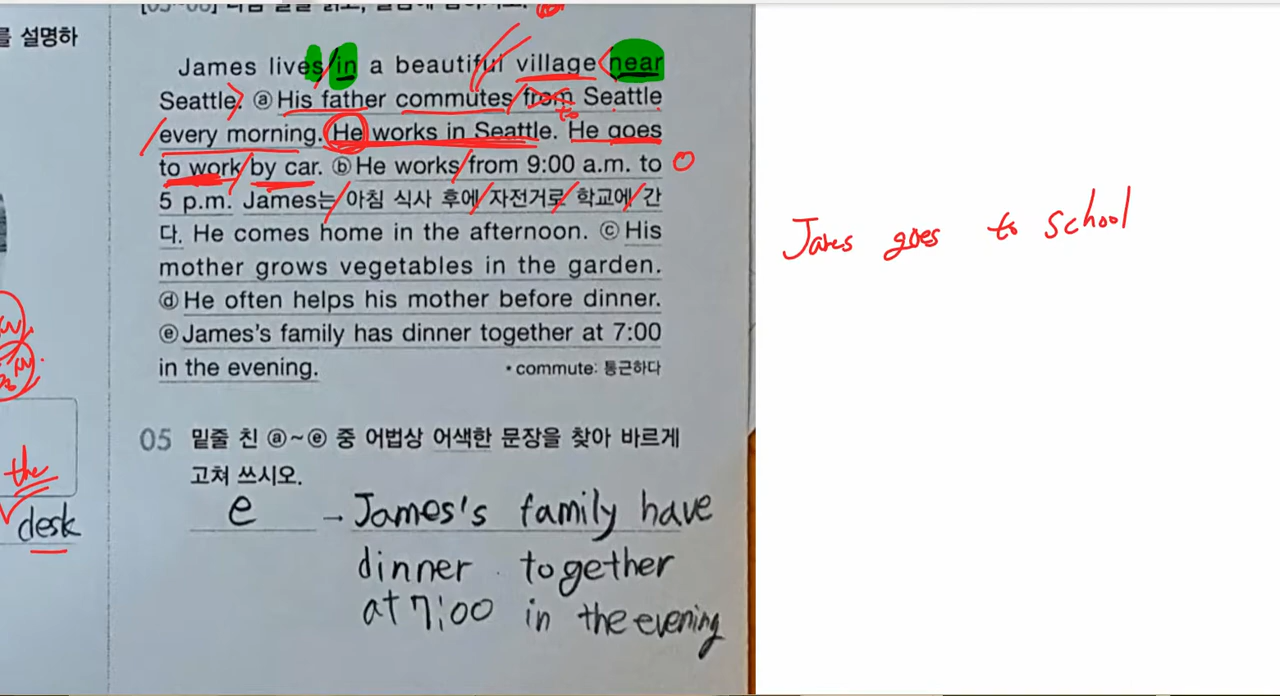 를 설명하
James lives in a beautiful village near
Seattle. ⓐ His father commutes from Seattle
to
every morning. He works in Seattle. He goes
to work by car. ⓑ He works from 9:00 a.m. to
5 p.m. James는 아침 식사 후에 자전거로 학교에 간
다. He comes home in the afternoon. ⓒ His
mother grows vegetables in the garden.
ⓓ He often helps his mother before dinner.
ⓔ James's family has dinner together at 7:00
in the evening.
• commute: 통근하다
05 밑줄 친 ⓐ~ⓔ 중 어법상 어색한 문장을 찾아 바르게
고쳐 쓰시오.
e → James's family have
dinner together
at 7:00 in the evening
the
desk
James goes to school